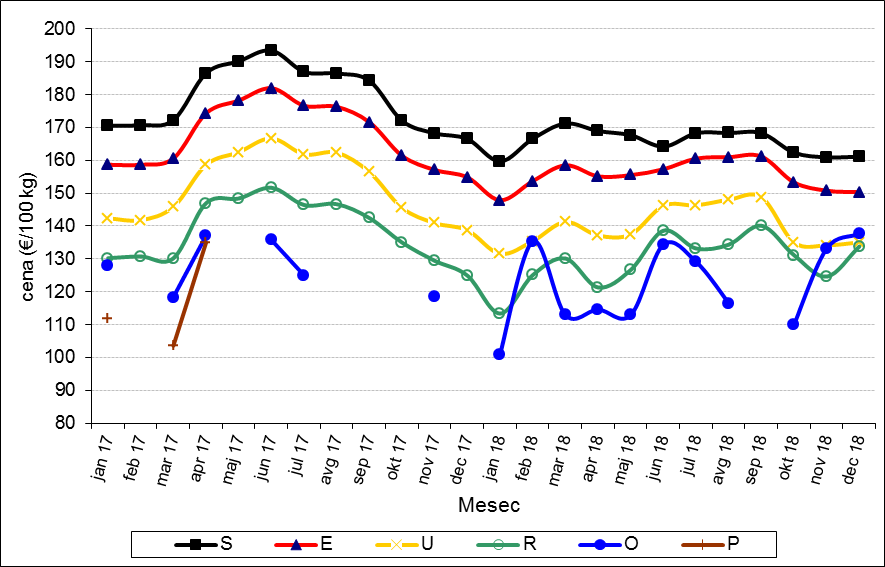 200
190
180
170
160
150
140
130
120
110
100
90
80
cena (€/100 kg)
jan 17
feb 17
mar 17
apr 17
maj 17
jun 17
jul 17
avg 17
sep 17
okt 17
nov 17
dec 17
jan 18
feb 18
mar 18
apr 18
maj 18
jun 18
jul 18
avg 18
sep 18
okt 18
nov 18
dec 18
Mesec
S E U R O P